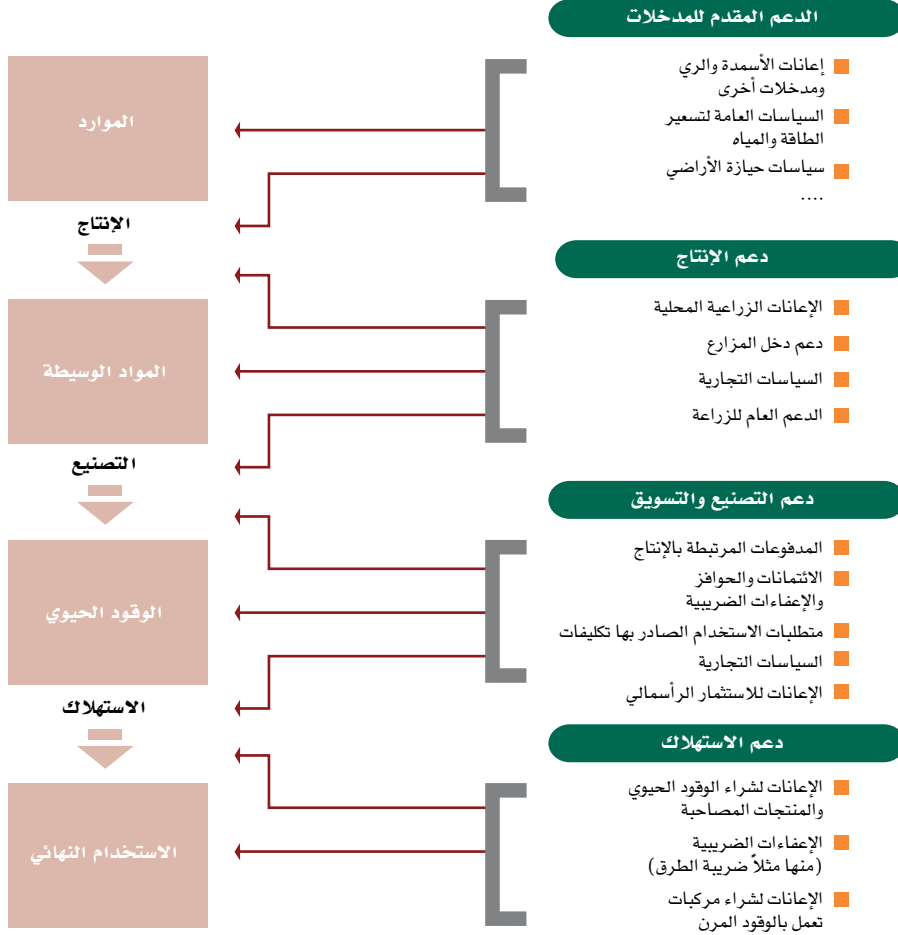 الدعم المقدم للمدخلات
إعانات الأسمدة والري
ومدخلات أخرى
السياسات العامة لتسعير
الطاقة والمياه
سياسات حيازة الأراضي
....
الموارد
الإنتاج
دعم الإنتاج
الإعانات الزراعية المحلية
دعم دخل المزارع
السياسات التجارية
الدعم العام للزراعة
المواد الوسيطة
التصنيع
دعم التصنيع والتسويق
المدفوعات المرتبطة بالإنتاج
الائتمانات والحوافز
والإعفاءات الضريبية
متطلبات الاستخدام الصادر بها تكليفات
السياسات التجارية
الإعانات للاستثمار الرأسمالي
الوقود الحيوي
الاستهلاك
دعم الاستهلاك
الإعانات لشراء الوقود الحيوي
والمنتجات المصاحبة
الإعفاءات الضريبية
(منها مثلاً ضريبة الطرق)
الإعانات لشراء مركبات
تعمل بالوقود المرن
الاستخدام النهائي